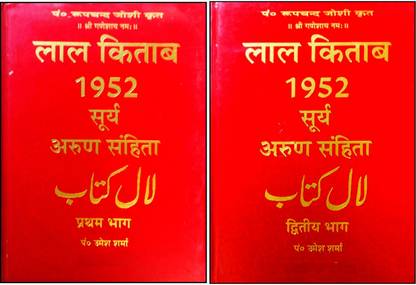 पं० रूपचन्द जोशी कृत
॥ श्री गणेशाय नमः॥
लाल किताब
1952
सूर्य
अरुण संहिता
لال کتاب
प्रथम भाग
पं० उमेश शर्मा
पं० रूपचन्द जोशी कृत
॥ श्री गणेशाय नमः॥
लाल किताब
1952
सूर्य
अरुण संहिता
لال کتاب
द्वितीय भाग
पं० उमेश शर्मा